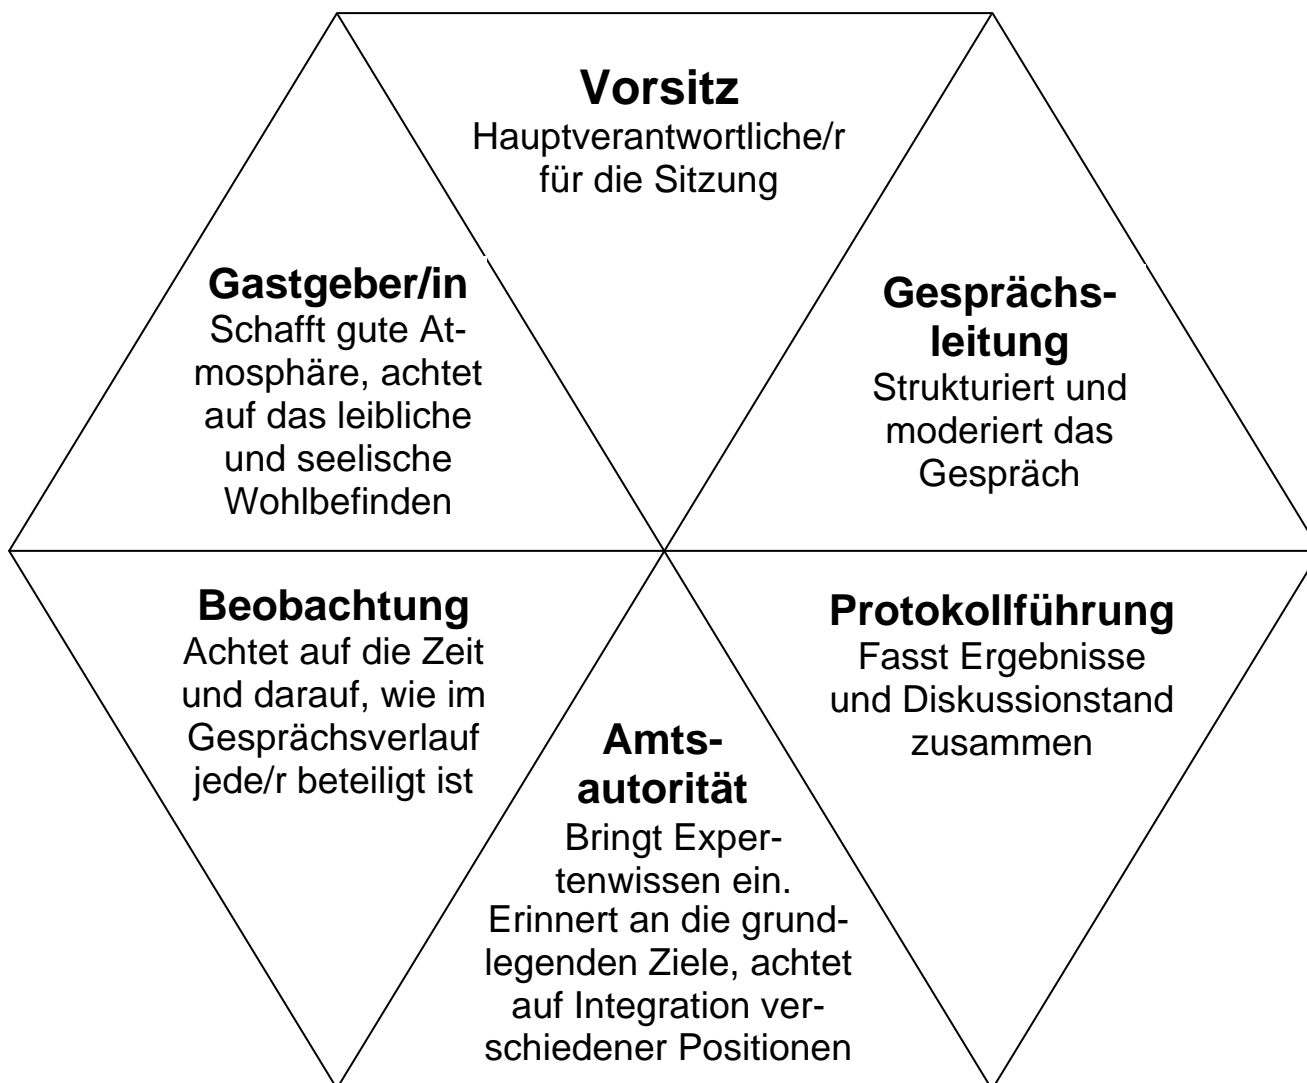 Vorsitz
Hauptverantwortliche/r
für die Sitzung
Gastgeber/in
Schafft gute At-
mosphäre, achtet
auf das leibliche
und seelische
Wohlbefinden
Gesprächs-
leitung
Strukturiert und
moderiert das
Gespräch
Beobachtung
Achtet auf die Zeit
und darauf, wie im
Gesprächsverlauf
jede/r beteiligt ist
Amts-
autorität
Bringt Exper-
tenwissen ein.
Erinnert an die grund-
legenden Ziele, achtet
auf Integration ver-
schiedener Positionen
Protokollführung
Fasst Ergebnisse
und Diskussionstand
zusammen